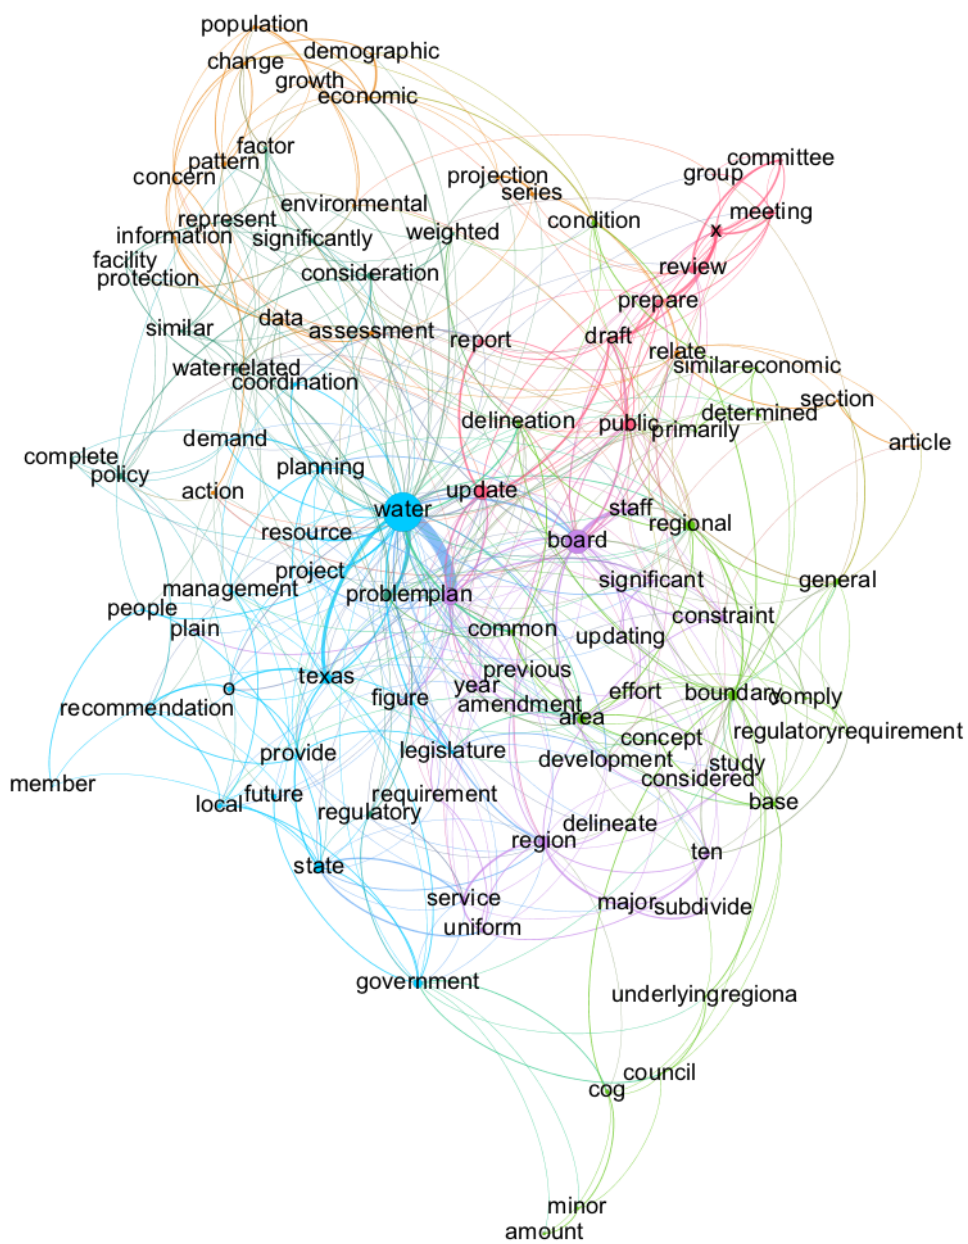 population
demographic
change
growth
economic
factor
pattern
concern
committee
group
projection
series
environmental
represent
information
significantly
weighted
condition
meeting
x
facility
protection
consideration
review
prepare
data
similar
assessment
report
draft
relate
similareconomic
waterrelated
coordination
section
delineation
public
determined
primarily
article
demand
planning
complete
policy
action
water
update
staff
regional
resource
board
project
management
problem
plan
significant
general
people
plain
common
updating
constraint
texas
previous
year
effort
boundary
comply
o
recommendation
figure
amendment
area
regulatoryrequirement
concept
provide
legislature
development
study
considered
member
local
future
requirement
regulatory
base
delineate
region
ten
state
service
major
subdivide
uniform
government
underlyingregiona
council
cog
minor
amount